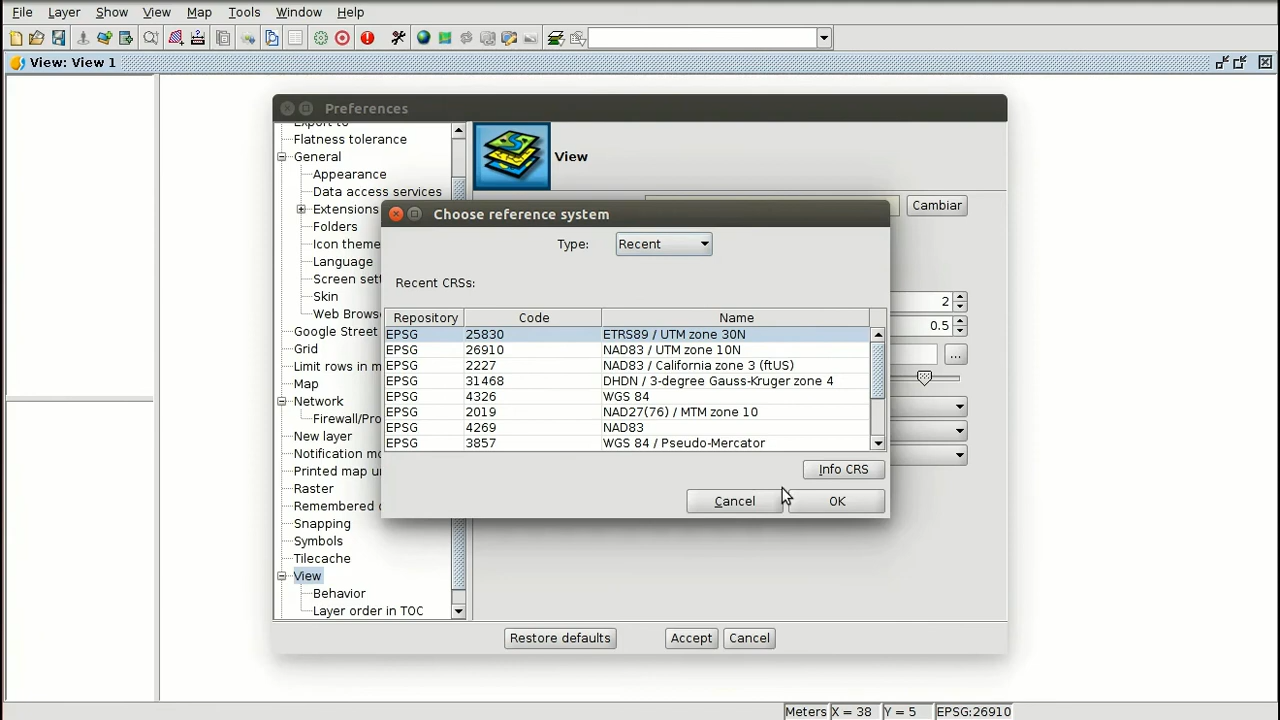 File Layer Show View Map Tools Window Help
View: View 1
Preferences
Export to
Flatness tolerance
General
Appearance
Data access services
Extensions
Folders
Icon theme
Language
Screen set
Skin
Web Brows
Google Street
Grid
Limit rows in m
Map
Network
Firewall/Pro
New layer
Notification m
Printed map u
Raster
Remembered
Snapping
Symbols
Tilecache
View
Behavior
Layer order in TOC
View
Cambiar
2
0.5
...
Choose reference system
Type: Recent
Recent CRSs:
Repository Code Name
EPSG 25830 ETRS89 / UTM zone 30N
EPSG 26910 NAD83 / UTM zone 10N
EPSG 2227 NAD83 / California zone 3 (ftUS)
EPSG 31468 DHDN / 3-degree Gauss-Kruger zone 4
EPSG 4326 WGS 84
EPSG 2019 NAD27(76) / MTM zone 10
EPSG 4269 NAD83
EPSG 3857 WGS 84 / Pseudo-Mercator
Info CRS
Cancel OK
Restore defaults Accept Cancel
Meters X = 38 Y = 5 EPSG:26910